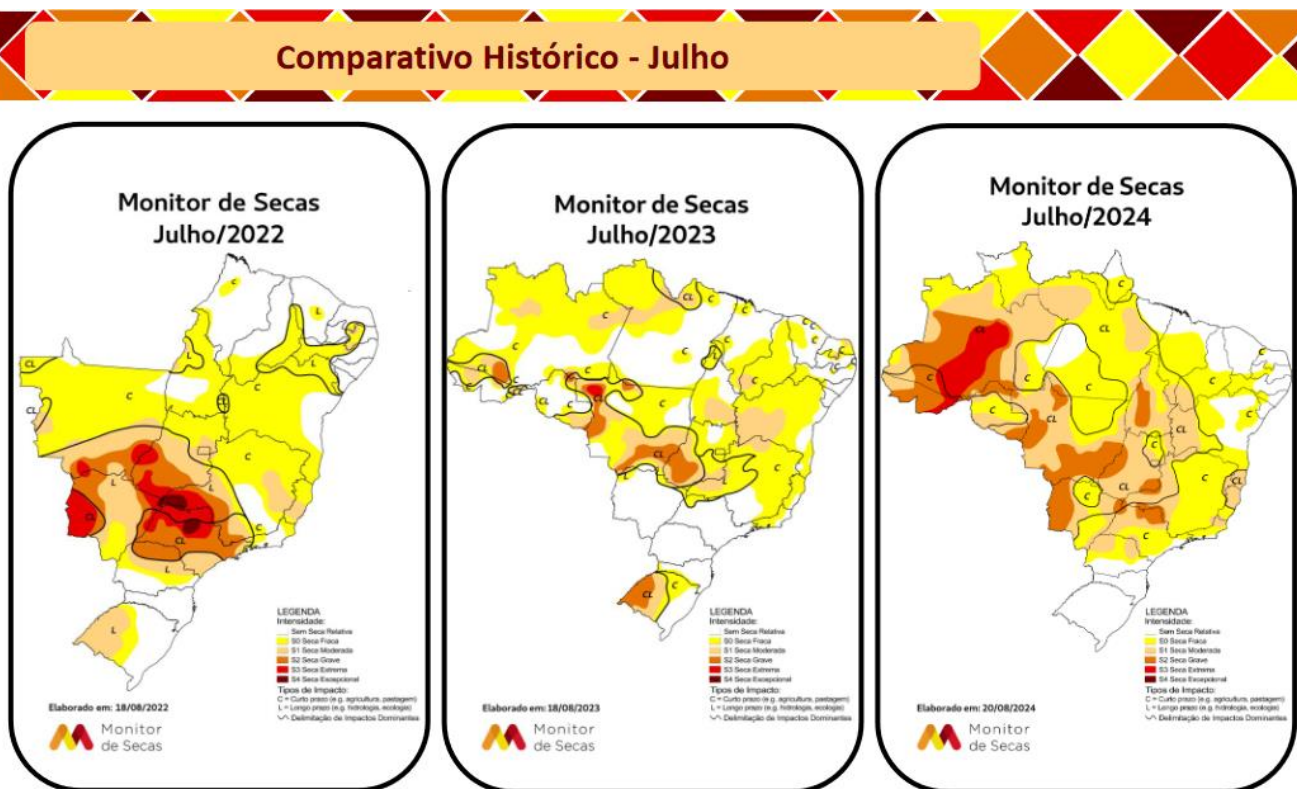 Comparativo Histórico - Julho
Monitor de Secas
Julho/2022
LEGENDA
Intensidade:
Sem Seca Relativa
S0 Seca Fraca
S1 Seca Moderada
S2 Seca Grave
S3 Seca Extrema
S4 Seca Excepcional
Tipos de Impacto:
C = Curto prazo (e.g. agricultura, pastagem)
L = Longo prazo (e.g. hidrologia, ecologia)
Delimitação de Impactos Dominantes
Elaborado em: 18/08/2022
Monitor
de Secas
Monitor de Secas
Julho/2023
LEGENDA
Intensidade:
Sem Seca Relativa
S0 Seca Fraca
S1 Seca Moderada
S2 Seca Grave
S3 Seca Extrema
S4 Seca Excepcional
Tipos de Impacto:
C = Curto prazo (e.g. agricultura, pastagem)
L = Longo prazo (e.g. hidrologia, ecologia)
Delimitação de Impactos Dominantes
Elaborado em: 18/08/2023
Monitor
de Secas
Monitor de Secas
Julho/2024
LEGENDA
Intensidade:
Sem Seca Relativa
S0 Seca Fraca
S1 Seca Moderada
S2 Seca Grave
S3 Seca Extrema
S4 Seca Excepcional
Tipos de Impacto:
C = Curto prazo (e.g. agricultura, pastagem)
L = Longo prazo (e.g. hidrologia, ecologia)
Delimitação de Impactos Dominantes
Elaborado em: 20/08/2024
Monitor
de Secas